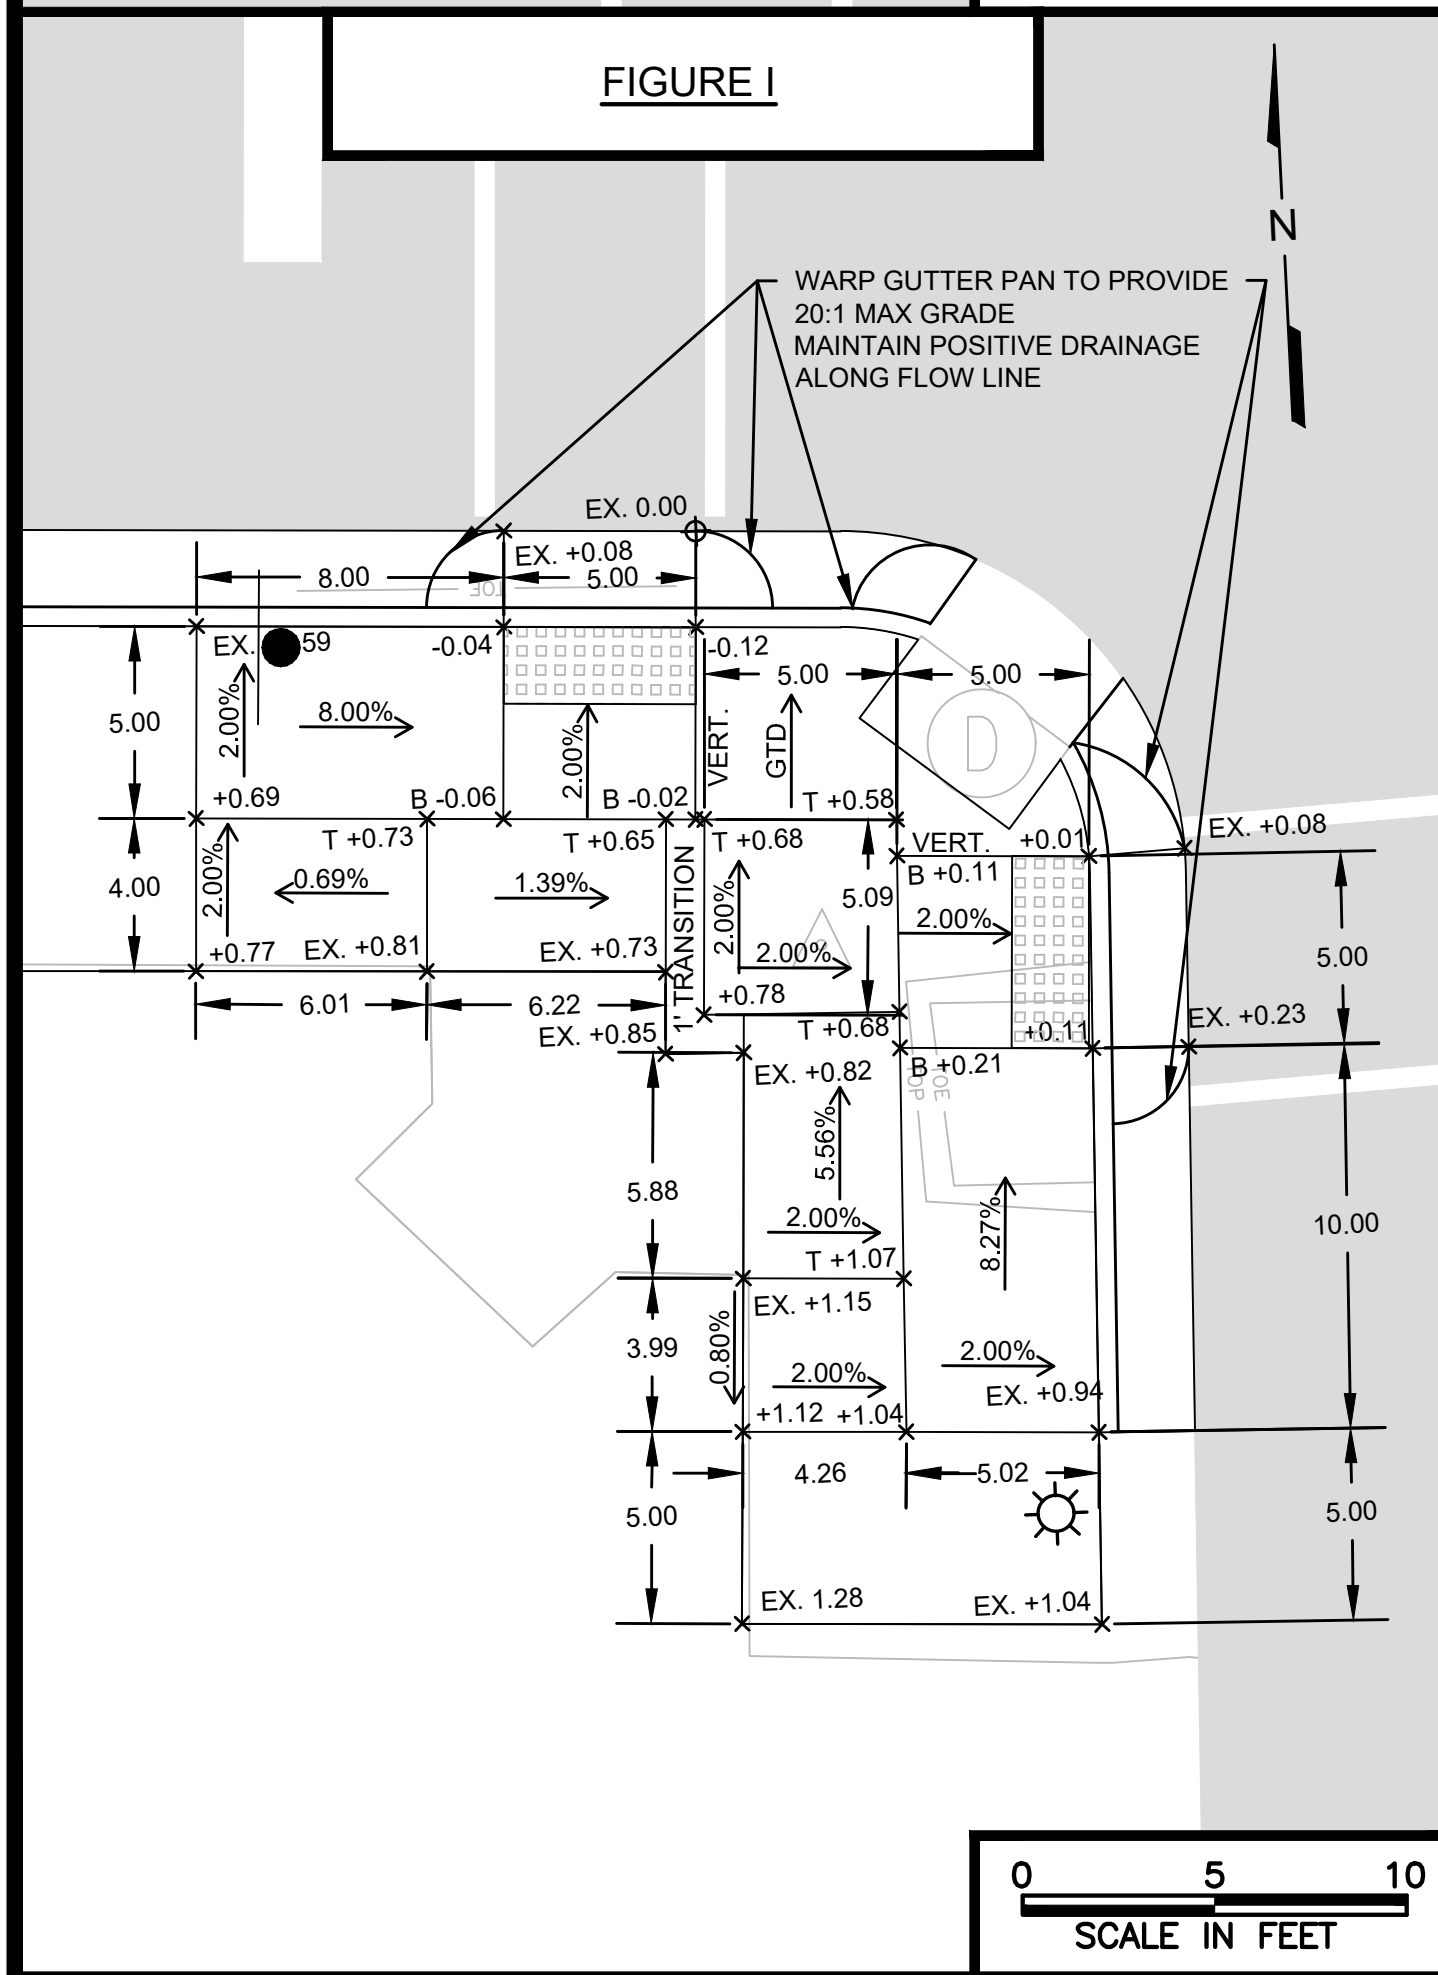 FIGURE I
N
WARP GUTTER PAN TO PROVIDE
20:1 MAX GRADE
MAINTAIN POSITIVE DRAINAGE
ALONG FLOW LINE
EX. 0.00
EX. +0.08
8.00
5.00
TOE
EX.
59
-0.04
-0.12
5.00
5.00
5.00
2.00%
8.00%
2.00%
VERT.
GTD
D
+0.69
B -0.06
B -0.02
T +0.58
T +0.73
T +0.65
T +0.68
VERT.
+0.01
EX. +0.08
4.00
2.00%
0.69%
1.39%
1' TRANSITION
2.00%
5.09
B +0.11
2.00%
2.00%
+0.77
EX. +0.81
EX. +0.73
+0.78
5.00
6.01
6.22
EX. +0.85
T +0.68
+0.11
EX. +0.23
EX. +0.82
B +0.21
TOP
TOE
5.88
5.56%
2.00%
8.27%
10.00
T +1.07
EX. +1.15
3.99
0.80%
2.00%
2.00%
EX. +0.94
+1.12
+1.04
4.26
5.02
5.00
5.00
EX. 1.28
EX. +1.04
0 5 10
SCALE IN FEET